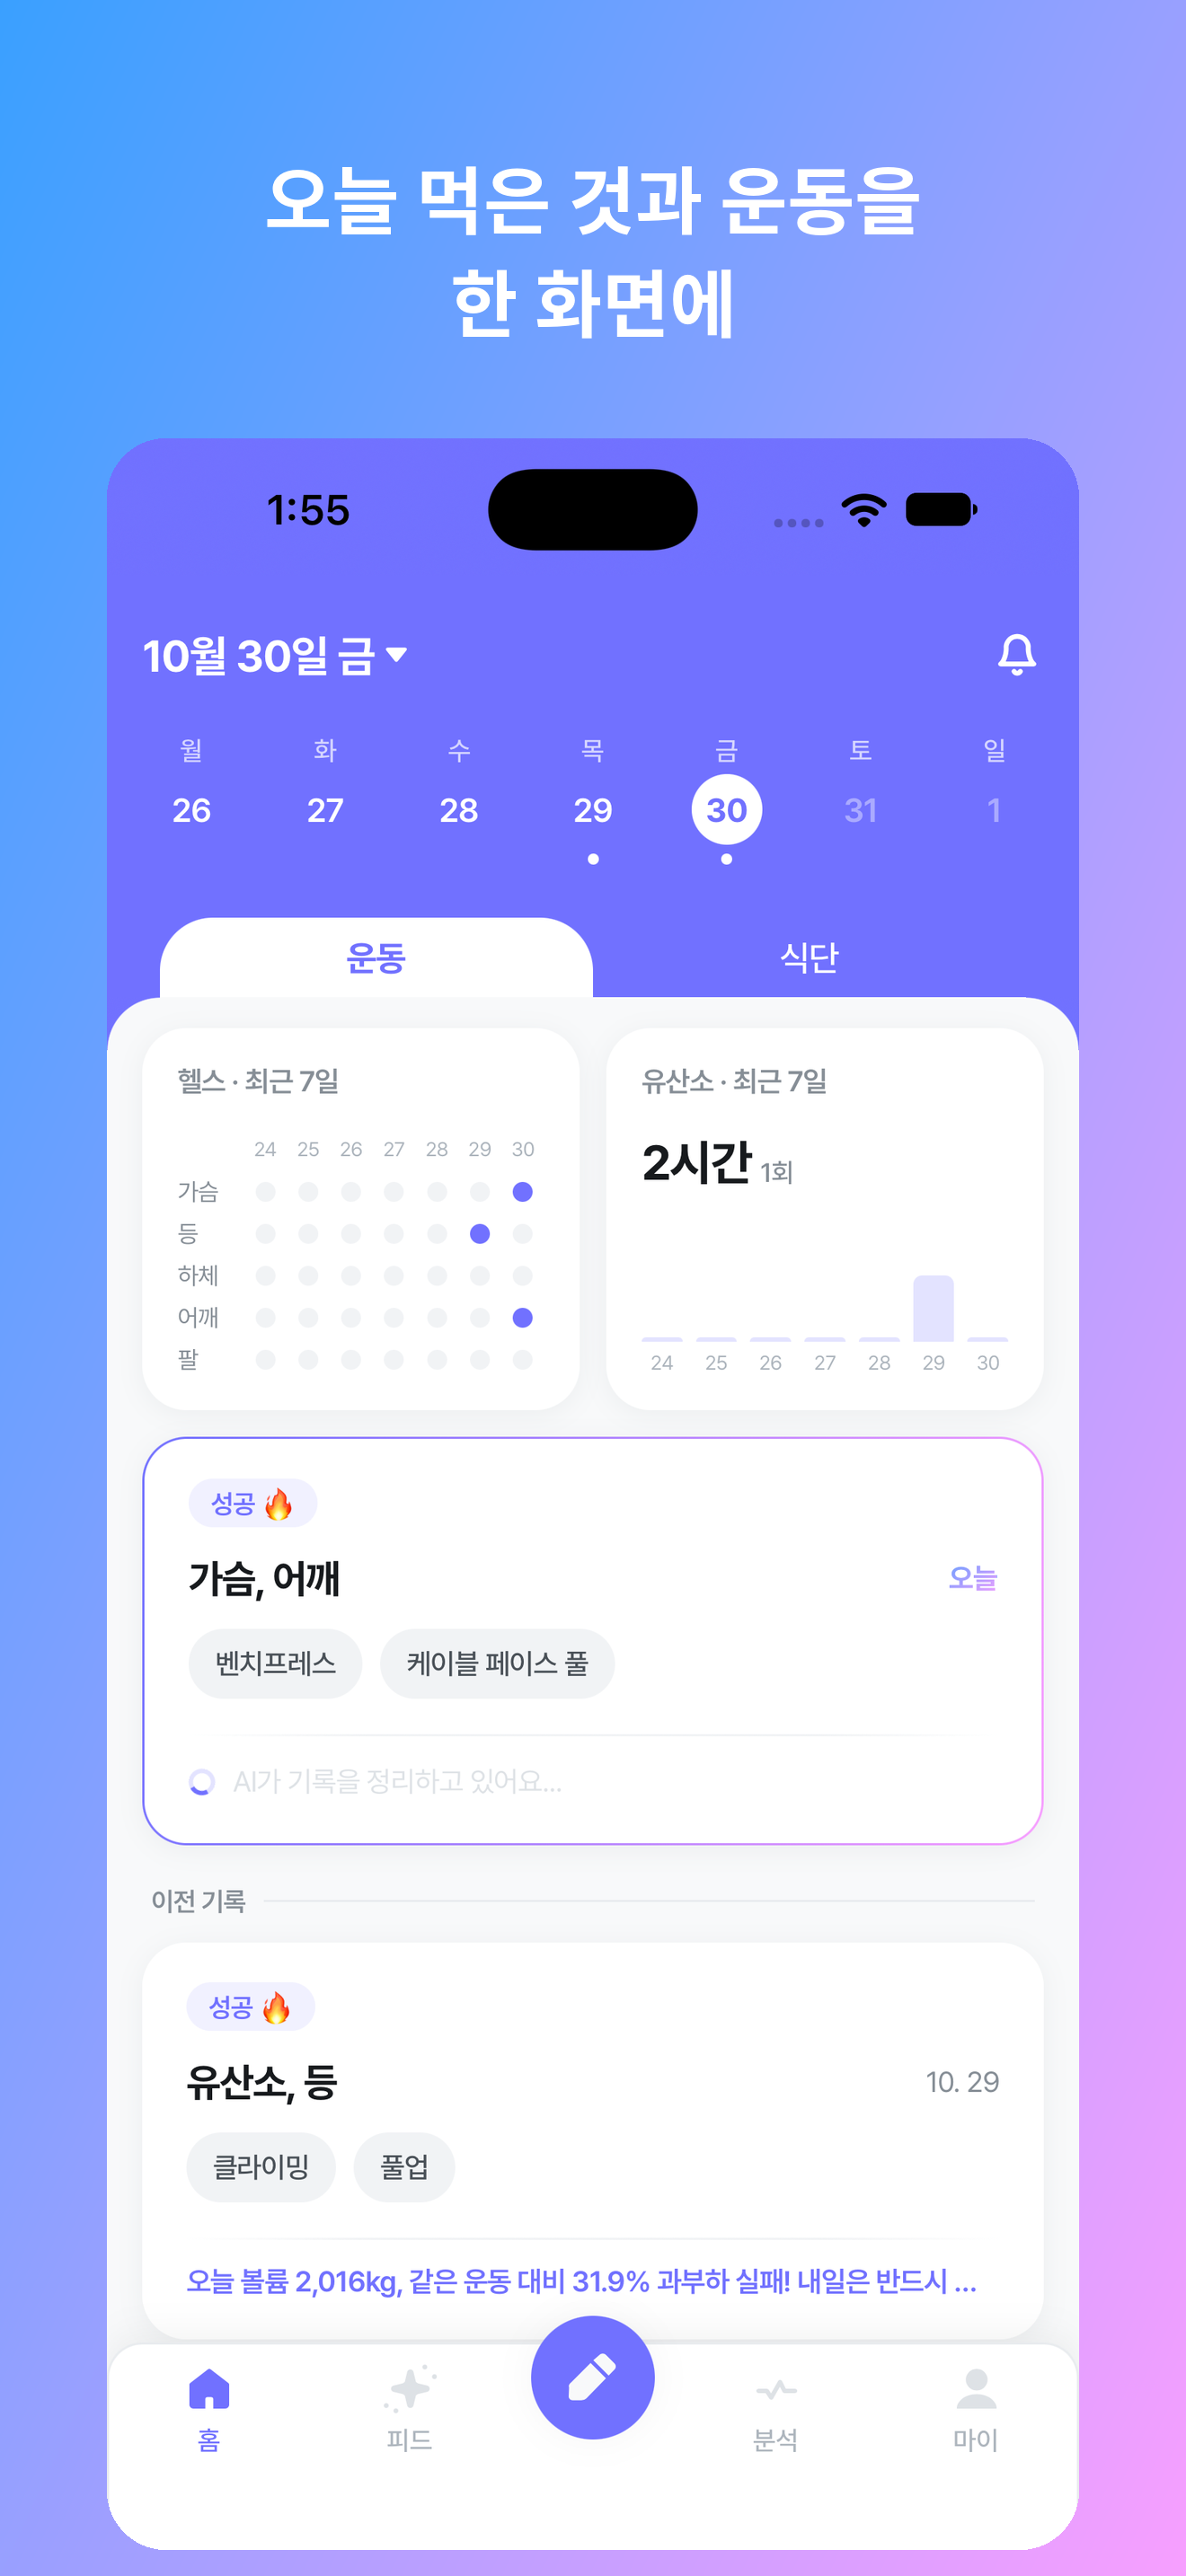 오늘 먹은 것과 운동을
한 화면에
1:55
10월 30일 금
월 화 수 목 금 토 일
26 27 28 29 30 31 1
운동 식단
헬스 · 최근 7일
24 25 26 27 28 29 30
가슴
등
하체
어깨
팔
유산소 · 최근 7일
2시간 1회
24 25 26 27 28 29 30
성공
가슴, 어깨 오늘
벤치프레스 케이블 페이스 풀
AI가 기록을 정리하고 있어요...
이전 기록
성공
유산소, 등 10. 29
클라이밍 풀업
오늘 볼륨 2,016kg, 같은 운동 대비 31.9% 과부하 실패! 내일은 반드시 ...
홈 피드 분석 마이